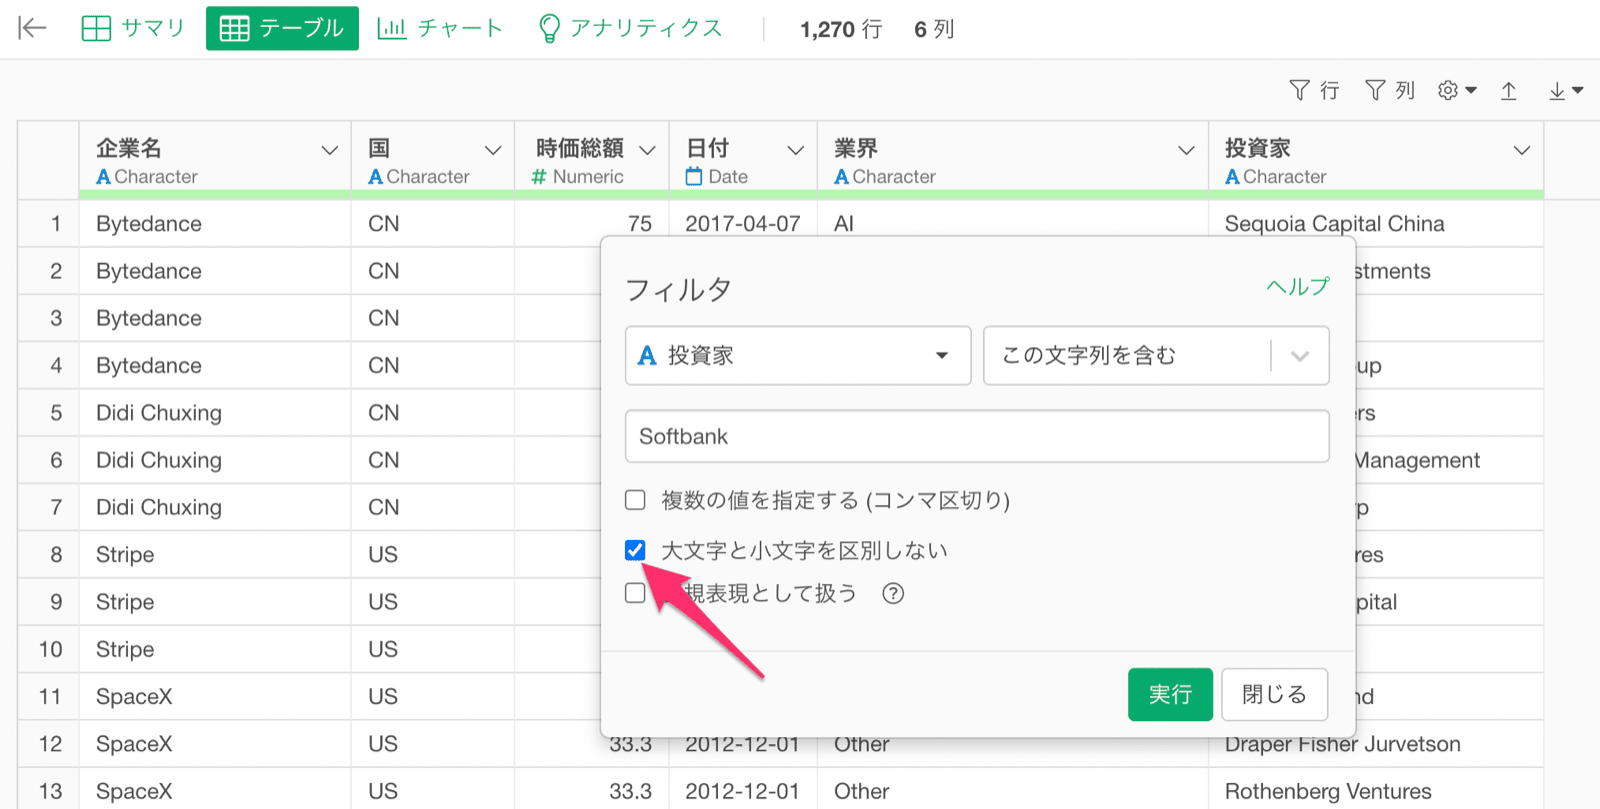 サマリ テーブル チャート アナリティクス 1,270 行 6 列
行 列
企業名 国 時価総額 日付 業界 投資家
Character Character # Numeric Date Character Character
1 Bytedance CN 75 2017-04-07 AI Sequoia Capital China
2 Bytedance CN stments
3 Bytedance CN
4 Bytedance CN up
5 Didi Chuxing CN rs
6 Didi Chuxing CN Management
7 Didi Chuxing CN p
8 Stripe US res
9 Stripe US pital
10 Stripe US
11 SpaceX US nd
12 SpaceX US 33.3 2012-12-01 Other Draper Fisher Jurvetson
13 SpaceX US 33.3 2012-12-01 Other Rothenberg Ventures
フィルタ ヘルプ
投資家 この文字列を含む
Softbank
複数の値を指定する (コンマ区切り)
大文字と小文字を区別しない
規表現として扱う ?
実行 閉じる